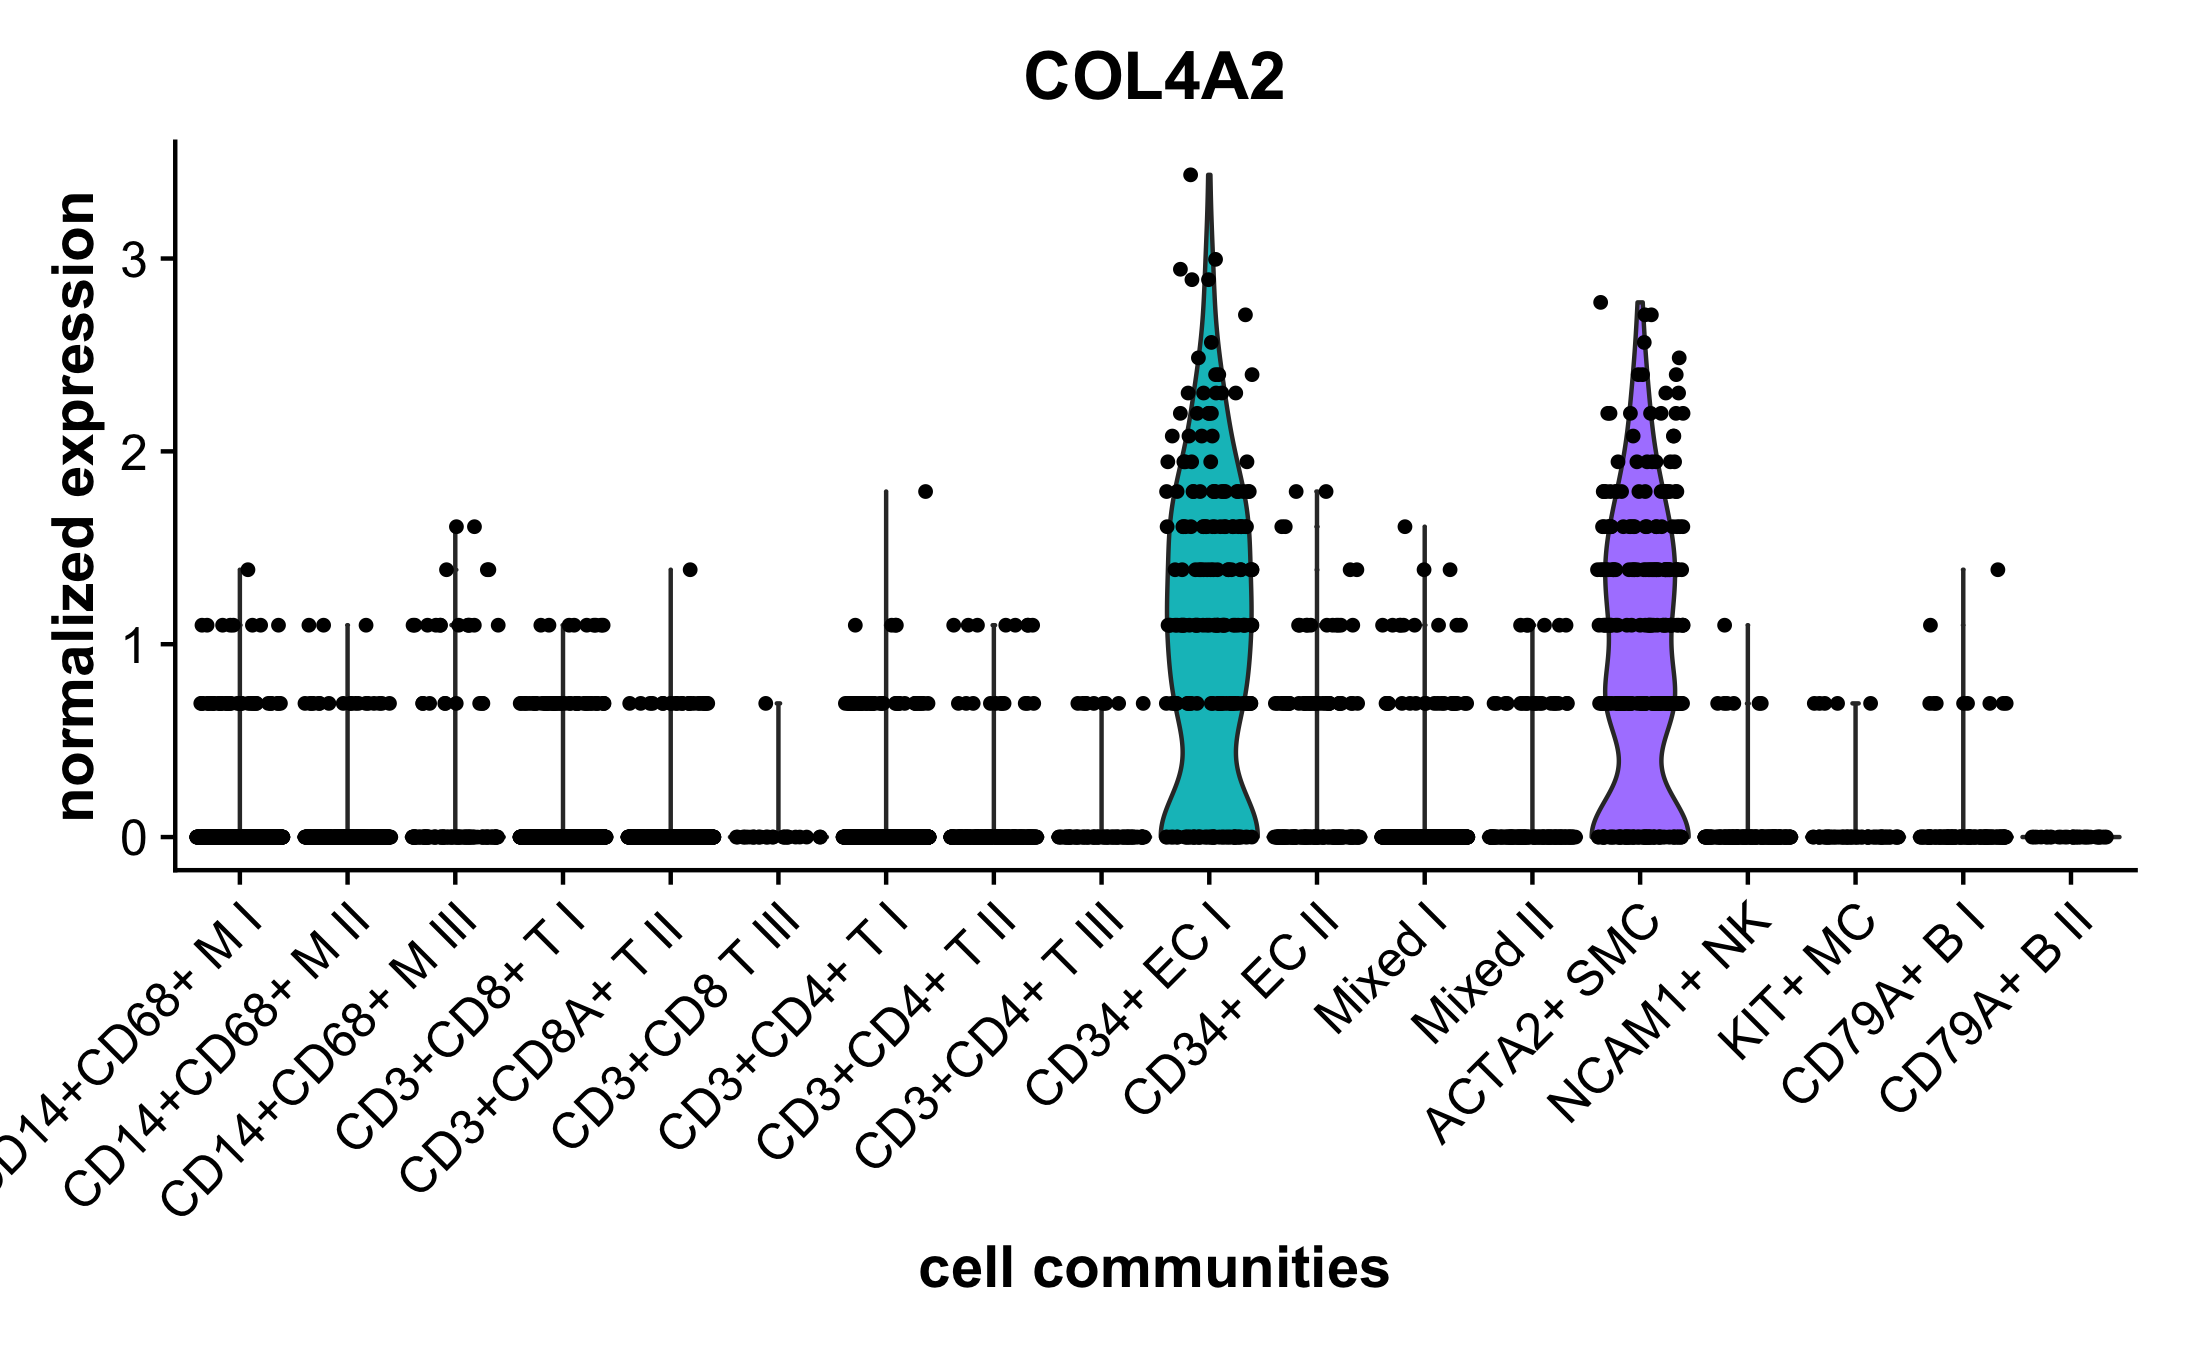 COL4A2
normalized expression
3
2
1
0
D14+CD68+ M I
CD14+CD68+ M II
CD14+CD68+ M III
CD3+CD8+ T I
CD3+CD8A+ T II
CD3+CD8 T III
CD3+CD4+ T I
CD3+CD4+ T II
CD3+CD4+ T III
CD34+ EC I
CD34+ EC II
Mixed I
Mixed II
ACTA2+ SMC
NCAM1+ NK
KIT+ MC
CD79A+ B I
CD79A+ B II
cell communities